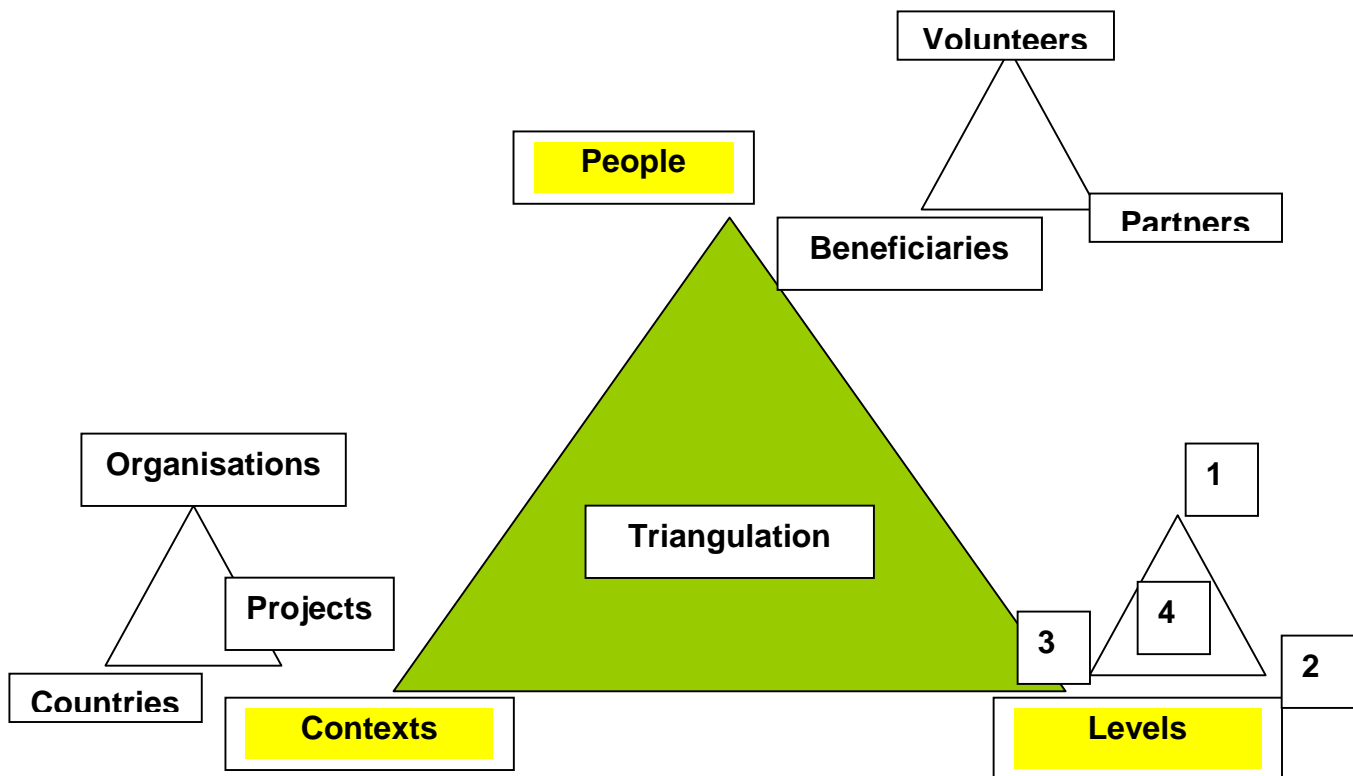 Volunteers
People
Partners
Beneficiaries
Organisations
1
Triangulation
Projects
4
3
2
Countries
Contexts
Levels